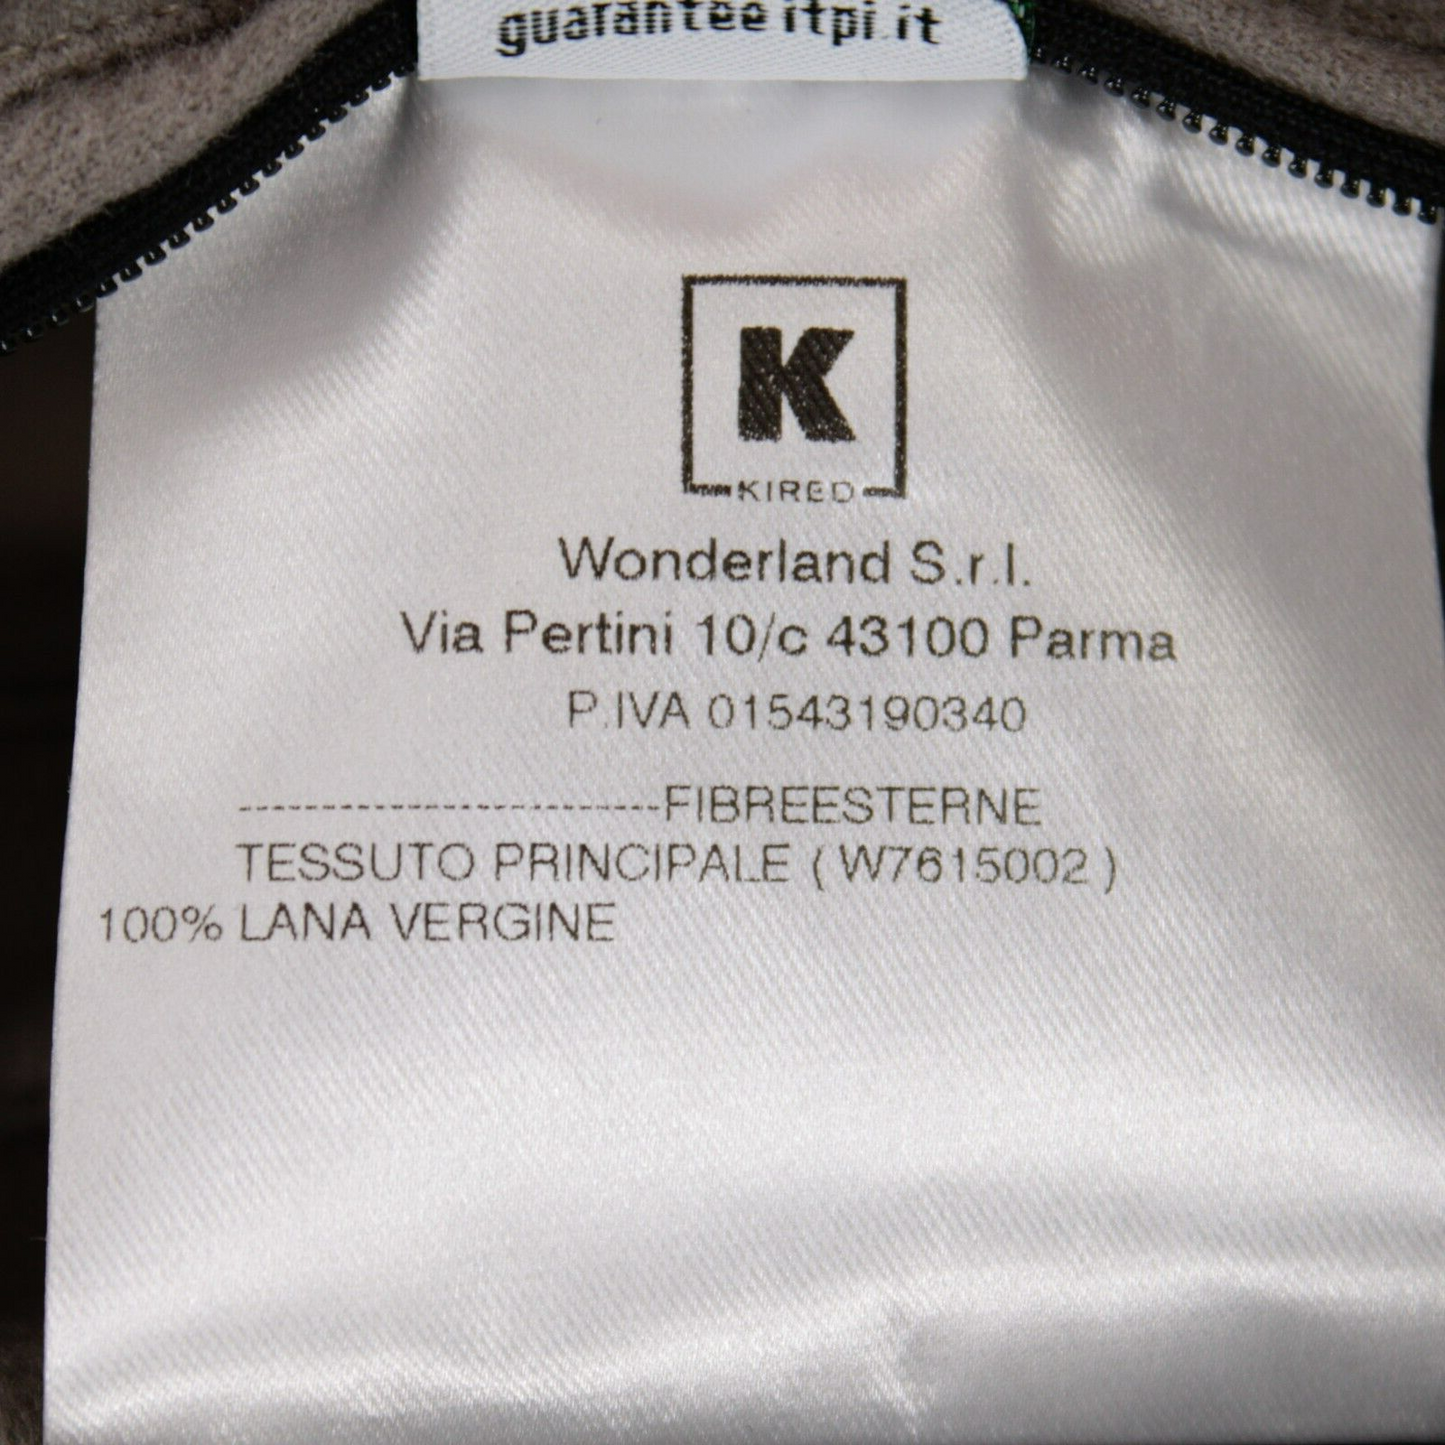 guarantee itpi.it
K
KIRED
Wonderland S.r.l.
Via Pertini 10/c 43100 Parma
P.IVA 01543190340
-------------------------FIBREESTERNE
TESSUTO PRINCIPALE ( W7615002 )
100% LANA VERGINE